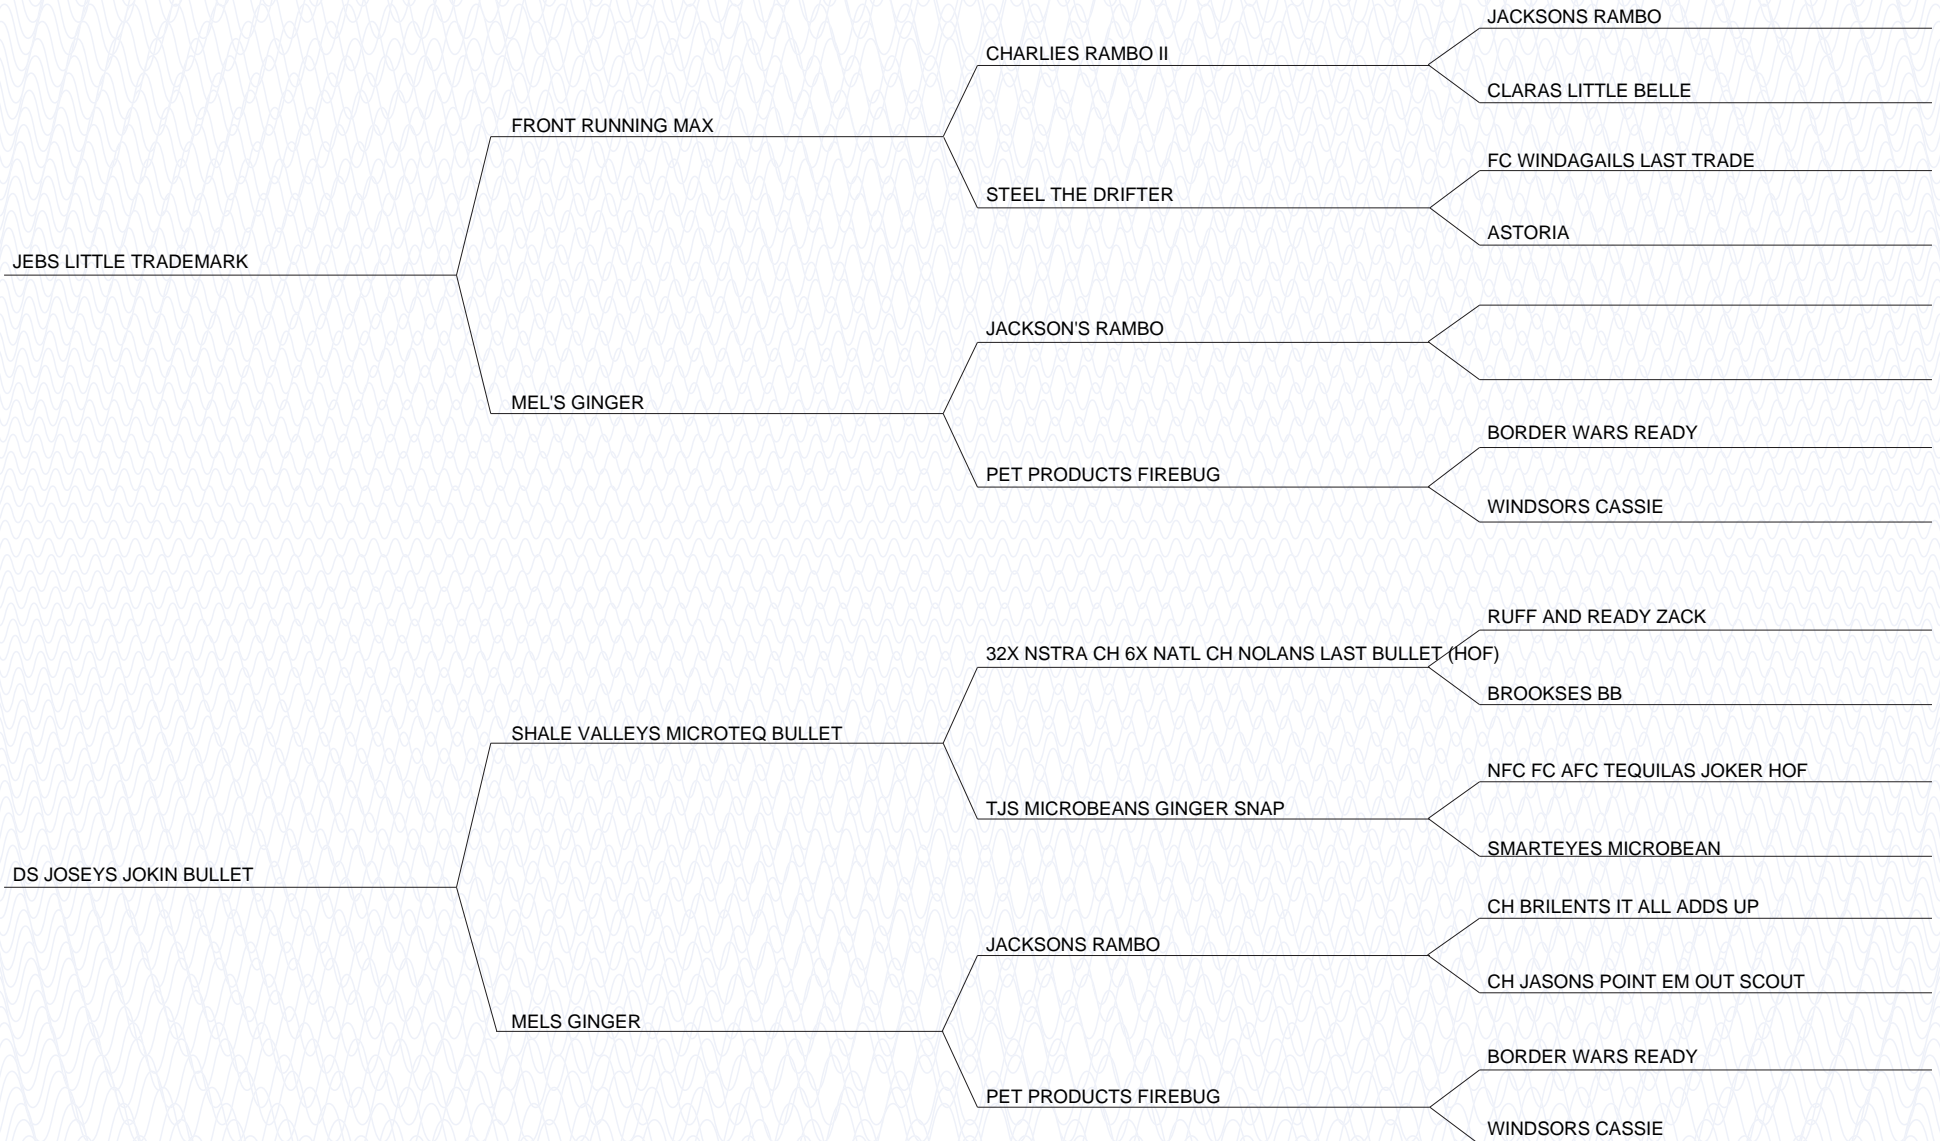 JACKSONS RAMBO
CHARLIES RAMBO II
CLARAS LITTLE BELLE
FRONT RUNNING MAX
FC WINDAGAILS LAST TRADE
STEEL THE DRIFTER
ASTORIA
JEBS LITTLE TRADEMARK
JACKSON'S RAMBO
MEL'S GINGER
BORDER WARS READY
PET PRODUCTS FIREBUG
WINDSORS CASSIE
RUFF AND READY ZACK
32X NSTRA CH 6X NATL CH NOLANS LAST BULLET (HOF)
BROOKSES BB
SHALE VALLEYS MICROTEQ BULLET
NFC FC AFC TEQUILAS JOKER HOF
TJS MICROBEANS GINGER SNAP
SMARTEYES MICROBEAN
DS JOSEYS JOKIN BULLET
CH BRILENTS IT ALL ADDS UP
JACKSONS RAMBO
CH JASONS POINT EM OUT SCOUT
MELS GINGER
BORDER WARS READY
PET PRODUCTS FIREBUG
WINDSORS CASSIE